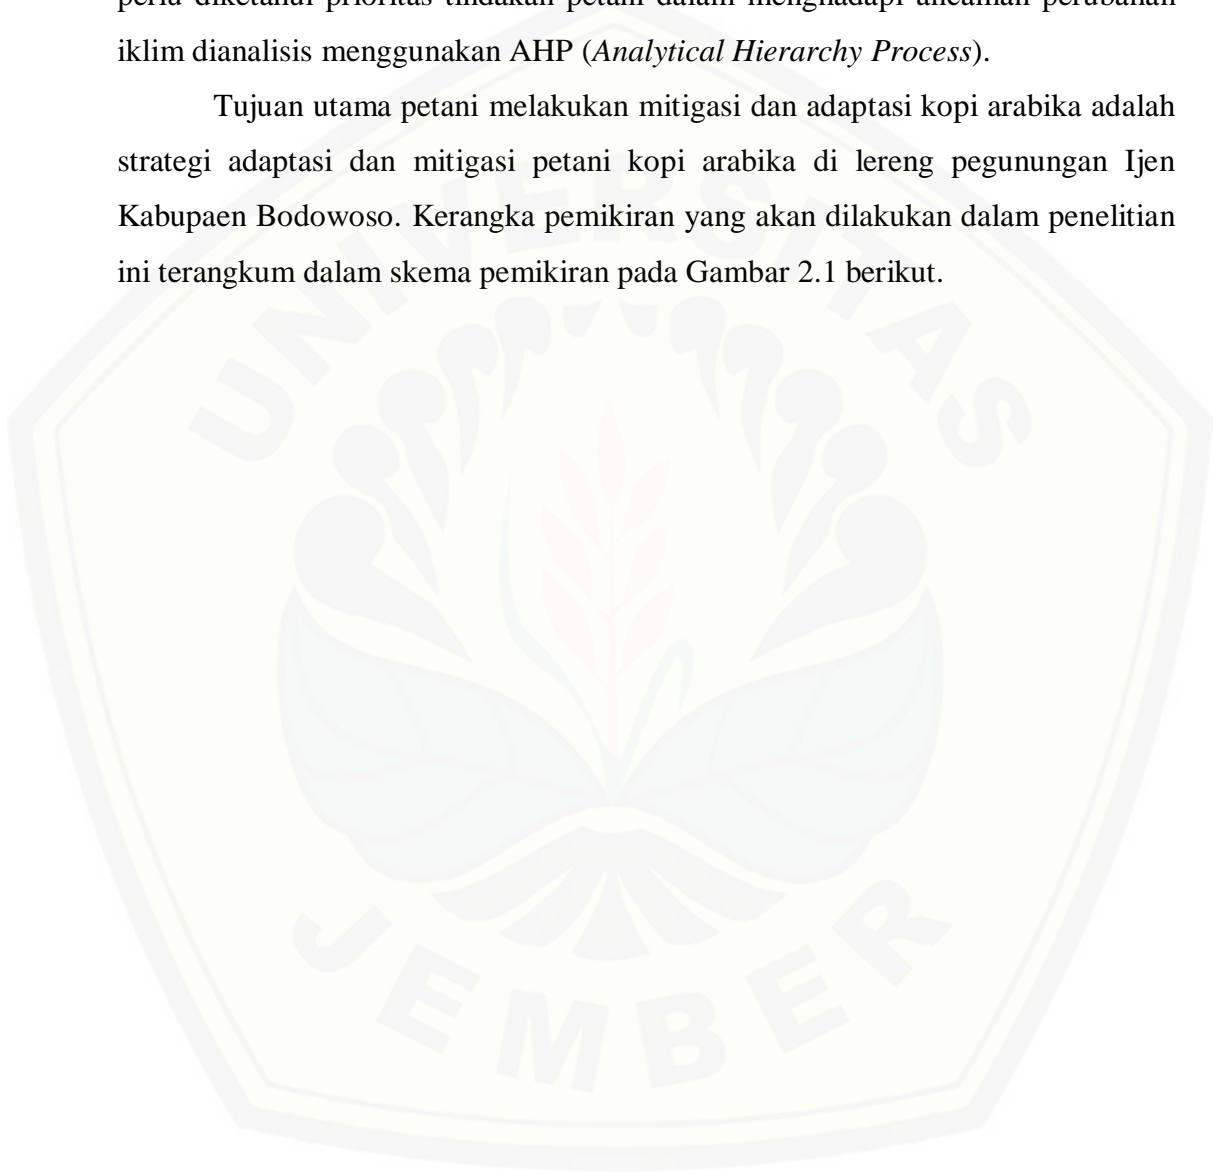 perlu diketahui prioritas tindakan petani dalam menghadapi ancaman perubahan
iklim dianalisis menggunakan AHP (Analytical Hierarchy Process).
Tujuan utama petani melakukan mitigasi dan adaptasi kopi arabika adalah
strategi adaptasi dan mitigasi petani kopi arabika di lereng pegunungan Ijen
Kabupaen Bodowoso. Kerangka pemikiran yang akan dilakukan dalam penelitian
ini terangkum dalam skema pemikiran pada Gambar 2.1 berikut.
UNIVERSITAS
JEMBER